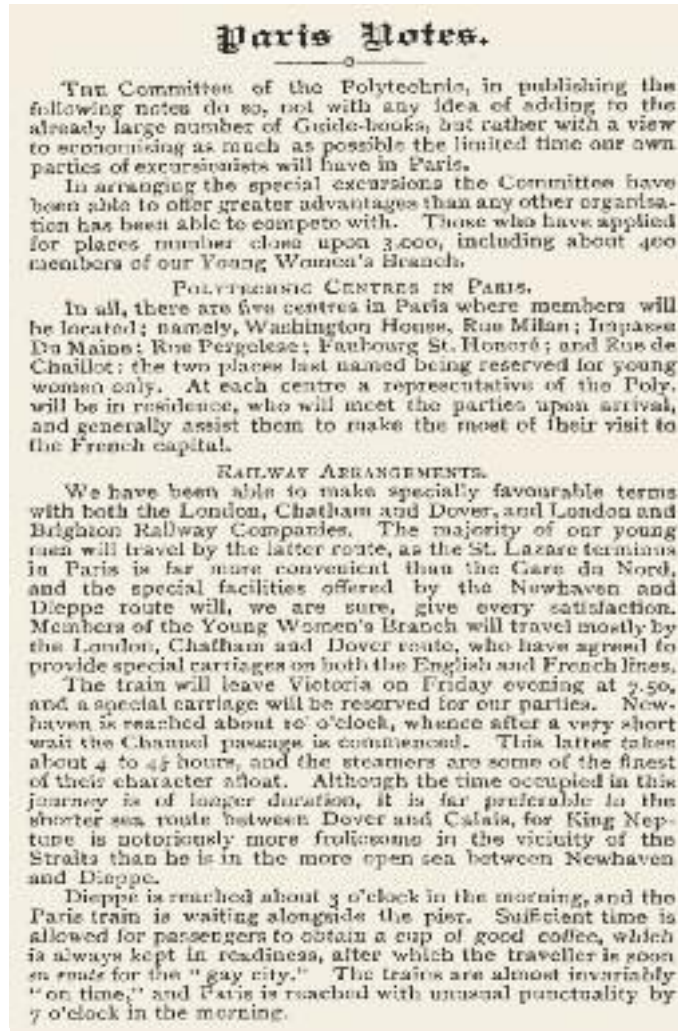 Paris Notes.
THE Committee of the Polytechnic, in publishing the
following notes do so, not with any idea of adding to the
already large number of Guide-books, but rather with a view
to economising as much as possible the limited time our own
parties of excursionists will have in Paris.
In arranging the special excursions the Committee have
been able to offer greater advantages than any other organisa-
tion has been able to compete with. Those who have applied
for places number close upon 3,000, including about 400
members of our Young Women's Branch.
POLYTECHNIC CENTRES IN PARIS.
In all, there are five centres in Paris where members will
be located; namely, Washington House, Rue Milan; Impasse
Du Maine; Rue Pergolese; Faubourg St. Honoré; and Rue de
Chaillot: the two places last named being reserved for young
women only. At each centre a representative of the Poly.
will be in residence, who will meet the parties upon arrival,
and generally assist them to make the most of their visit to
the French capital.
RAILWAY ARRANGEMENTS.
We have been able to make specially favourable terms
with both the London, Chatham and Dover, and London and
Brighton Railway Companies. The majority of our young
men will travel by the latter route, as the St. Lazare terminus
in Paris is far more convenient than the Gare du Nord,
and the special facilities offered by the Newhaven and
Dieppe route will, we are sure, give every satisfaction.
Members of the Young Women's Branch will travel mostly by
the London, Chatham and Dover route, who have agreed to
provide special carriages on both the English and French lines.
The train will leave Victoria on Friday evening at 7.50,
and a special carriage will be reserved for our parties. New-
haven is reached about 10 o'clock, whence after a very short
wait the Channel passage is commenced. This latter takes
about 4 to 4½ hours, and the steamers are some of the finest
of their character afloat. Although the time occupied in this
journey is of longer duration, it is far preferable to the
shorter sea route between Dover and Calais, for King Nep-
tune is notoriously more frolicsome in the vicinity of the
Straits than he is in the more open sea between Newhaven
and Dieppe.
Dieppe is reached about 3 o'clock in the morning, and the
Paris train is waiting alongside the pier. Sufficient time is
allowed for passengers to obtain a cup of good coffee, which
is always kept in readiness, after which the traveller is soon
en route for the "gay city." The trains are almost invariably
"on time," and Paris is reached with unusual punctuality by
7 o'clock in the morning.